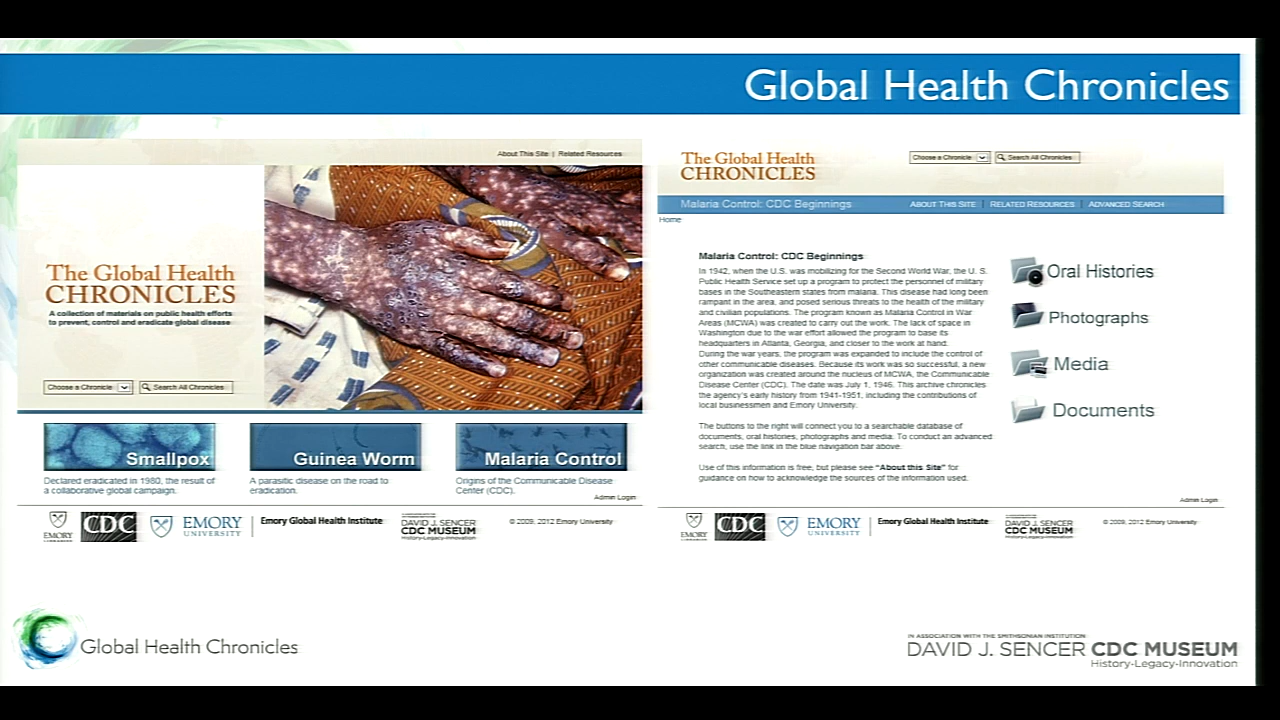 Global Health Chronicles
About This Site | Related Resources
The Global Health
CHRONICLES
A collection of materials on public health efforts
to prevent, control and eradicate global disease
Choose a Chronicle
Search All Chronicles
Smallpox
Declared eradicated in 1980, the result of
a collaborative global campaign.
Guinea Worm
A parasitic disease on the road to
eradication.
Malaria Control
Origins of the Communicable Disease
Center (CDC).
Admin Login
EMORY
CDC
EMORY
UNIVERSITY
Emory Global Health Institute
DAVID J. SENCER
CDC MUSEUM
History-Legacy-Innovation
© 2009, 2012 Emory University
The Global Health
CHRONICLES
Choose a Chronicle
Search All Chronicles
Malaria Control: CDC Beginnings
ABOUT THIS SITE | RELATED RESOURCES | ADVANCED SEARCH
Home
Malaria Control: CDC Beginnings
In 1942, when the U.S. was mobilizing for the Second World War, the U. S.
Public Health Service set up a program to protect the personnel of military
bases in the Southeastern states from malaria. This disease had long been
rampant in the area, and posed serious threats to the health of the military
and civilian populations. The program known as Malaria Control in War
Areas (MCWA) was created to carry out the work. The lack of space in
Washington due to the war effort allowed the program to base its
headquarters in Atlanta, Georgia, and closer to the work at hand.
During the war years, the program was expanded to include the control of
other communicable diseases. Because its work was so successful, a new
organization was created around the nucleus of MCWA, the Communicable
Disease Center (CDC). The date was July 1, 1946. This archive chronicles
the agency's early history from 1941-1951, including the contributions of
local businessmen and Emory University.
The buttons to the right will connect you to a searchable database of
documents, oral histories, photographs and media. To conduct an advanced
search, use the link in the blue navigation bar above.
Use of this information is free, but please see "About this Site" for
guidance on how to acknowledge the sources of the information used.
Oral Histories
Photographs
Media
Documents
Admin Login
CDC
EMORY
UNIVERSITY
Emory Global Health Institute
DAVID J. SENCER
CDC MUSEUM
History-Legacy-Innovation
© 2009, 2012 Emory University
Global Health Chronicles
IN ASSOCIATION WITH THE SMITHSONIAN INSTITUTION
DAVID J. SENCER CDC MUSEUM
History-Legacy-Innovation